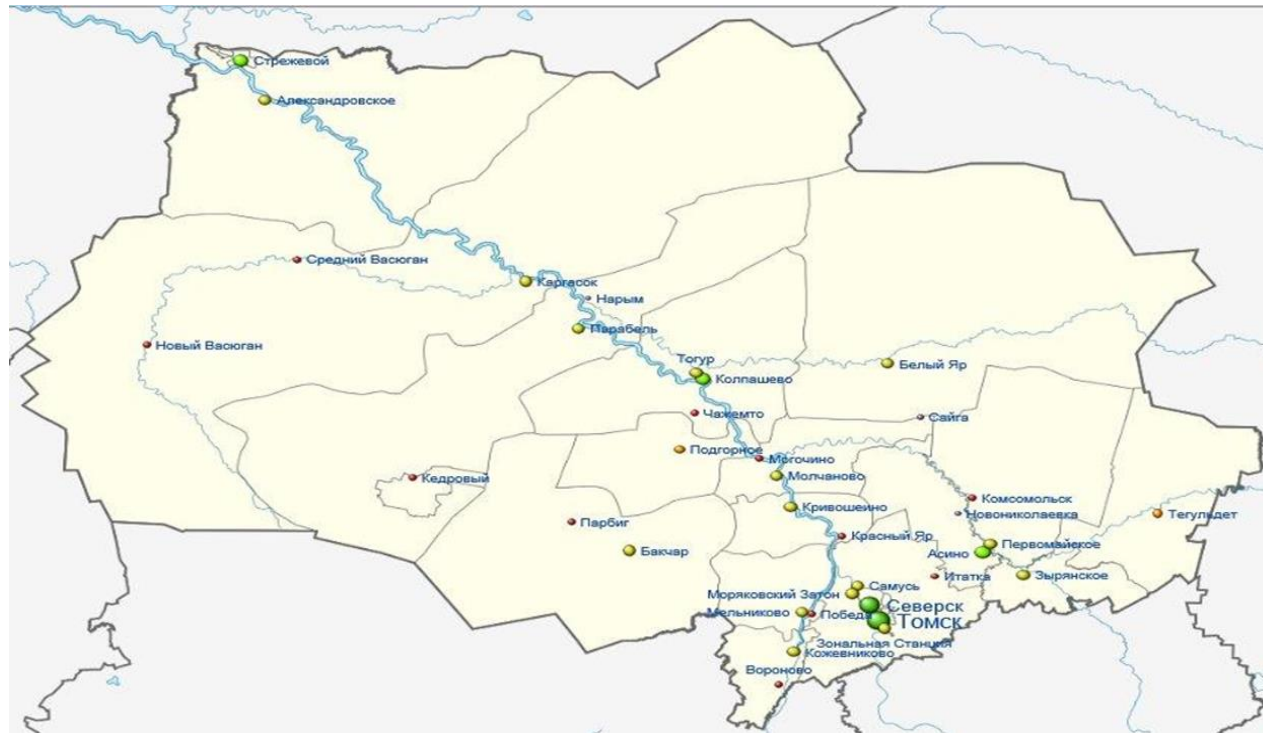 Стрежевой
Александровское
Средний Васюган
Каргасок
Нарым
Парабель
Новый Васюган
Тогур
Белый Яр
Колпашево
Чажемто
Сайга
Подгорное
Могочино
Молчаново
Кедровый
Комсомольск
Кривошеино
Новониколаевка
Тегульдет
Парбиг
Красный Яр
Первомайское
Бакчар
Асино
Итатка
Зырянское
Самусь
Моряковский Затон
Северск
Мельниково
Победа
Томск
Зональная Станция
Кожевниково
Вороново